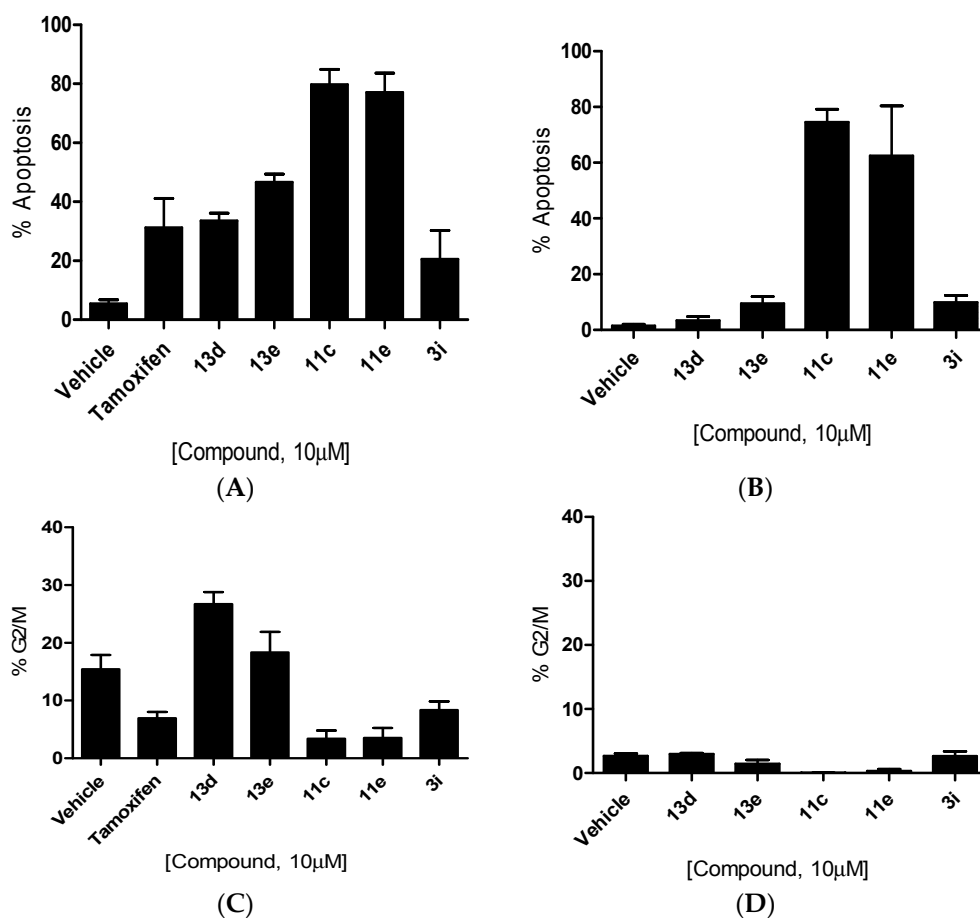 % Apoptosis
100
80
60
40
20
0
Vehicle
Tamoxifen
13d
13e
11c
11e
3i
[Compound, 10μM]
(A)
% Apoptosis
100
80
60
40
20
0
Vehicle
13d
13e
11c
11e
3i
[Compound, 10μM]
(B)
% G2/M
40
30
20
10
0
Vehicle
Tamoxifen
13d
13e
11c
11e
3i
[Compound, 10μM]
(C)
% G2/M
40
30
20
10
0
Vehicle
13d
13e
11c
11e
3i
[Compound, 10μM]
(D)